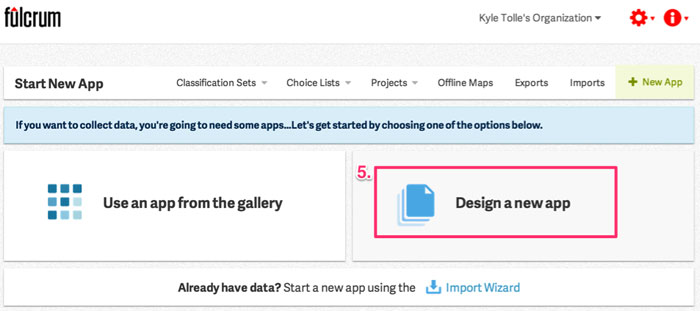 fulcrum
Kyle Tolle's Organization
Start New App
Classification Sets
Choice Lists
Projects
Offline Maps
Exports
Imports
+ New App
If you want to collect data, you're going to need some apps...Let's get started by choosing one of the options below.
5.
Use an app from the gallery
Design a new app
Already have data? Start a new app using the Import Wizard